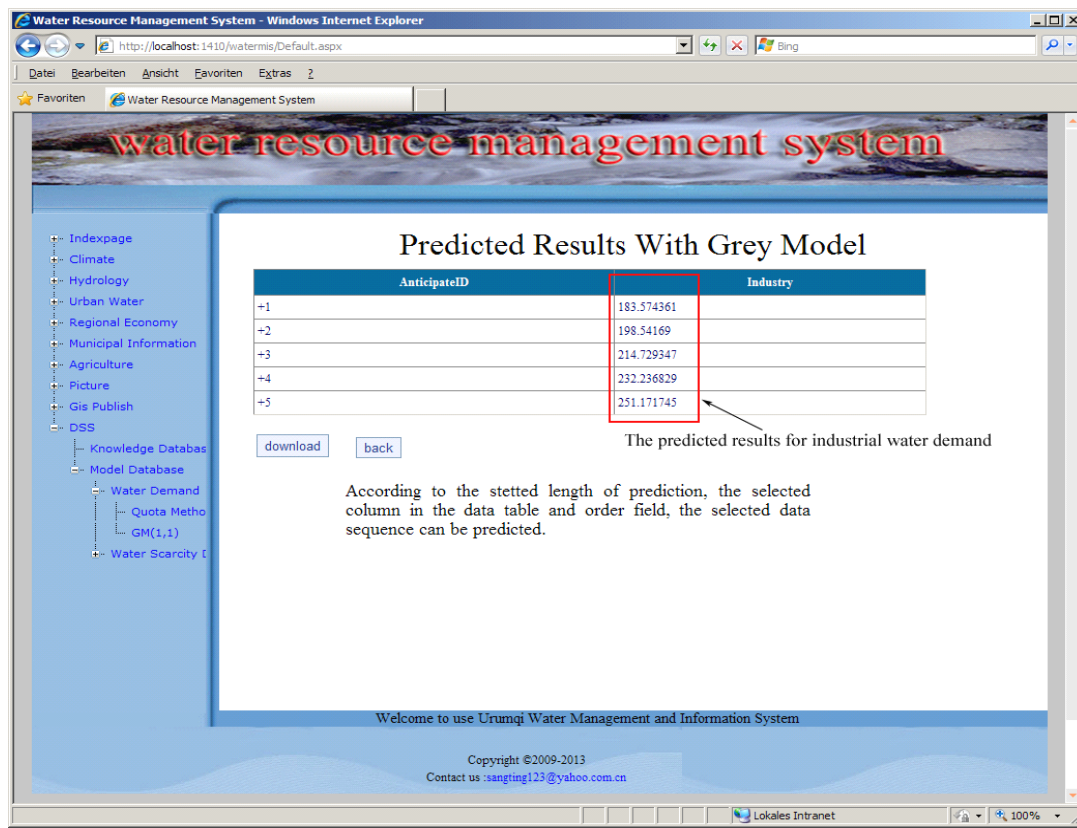 Water Resource Management System - Windows Internet Explorer
http://localhost:1410/watermis/Default.aspx
Bing
Datei Bearbeiten Ansicht Favoriten Extras ?
Favoriten Water Resource Management System
water resource management system
Indexpage
Climate
Hydrology
Urban Water
Regional Economy
Municipal Information
Agriculture
Picture
Gis Publish
DSS
Knowledge Databas
Model Database
Water Demand
Quota Metho
GM(1,1)
Water Scarcity D
Predicted Results With Grey Model
AnticipateID Industry
+1 183.574361
+2 198.54169
+3 214.729347
+4 232.236829
+5 251.171745
The predicted results for industrial water demand
download back
According to the stetted length of prediction, the selected
column in the data table and order field, the selected data
sequence can be predicted.
Welcome to use Urumqi Water Management and Information System
Copyright ©2009-2013
Contact us :sangting123@yahoo.com.cn
Lokales Intranet 100%